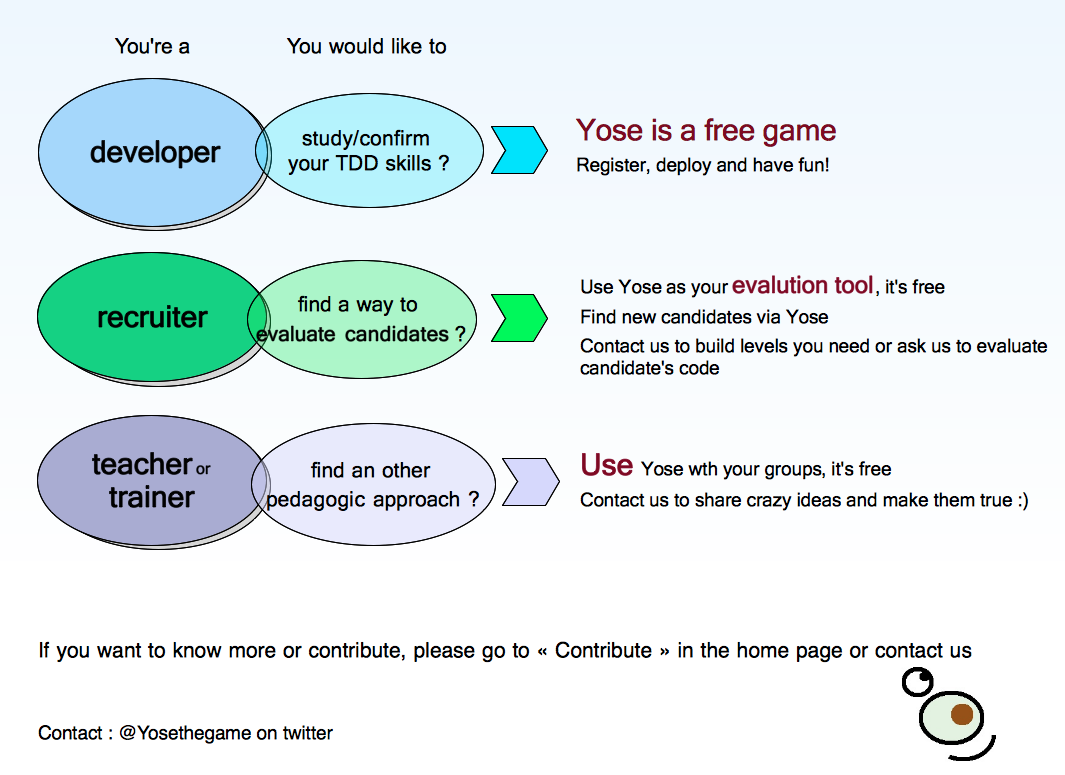 You're a
You would like to
developer
study/confirm
your TDD skills ?
Yose is a free game
Register, deploy and have fun!
recruiter
find a way to
evaluate candidates ?
Use Yose as your evalution tool, it's free
Find new candidates via Yose
Contact us to build levels you need or ask us to evaluate
candidate's code
teacher or
trainer
find an other
pedagogic approach ?
Use Yose wth your groups, it's free
Contact us to share crazy ideas and make them true :)
If you want to know more or contribute, please go to « Contribute » in the home page or contact us
Contact : @Yosethegame on twitter